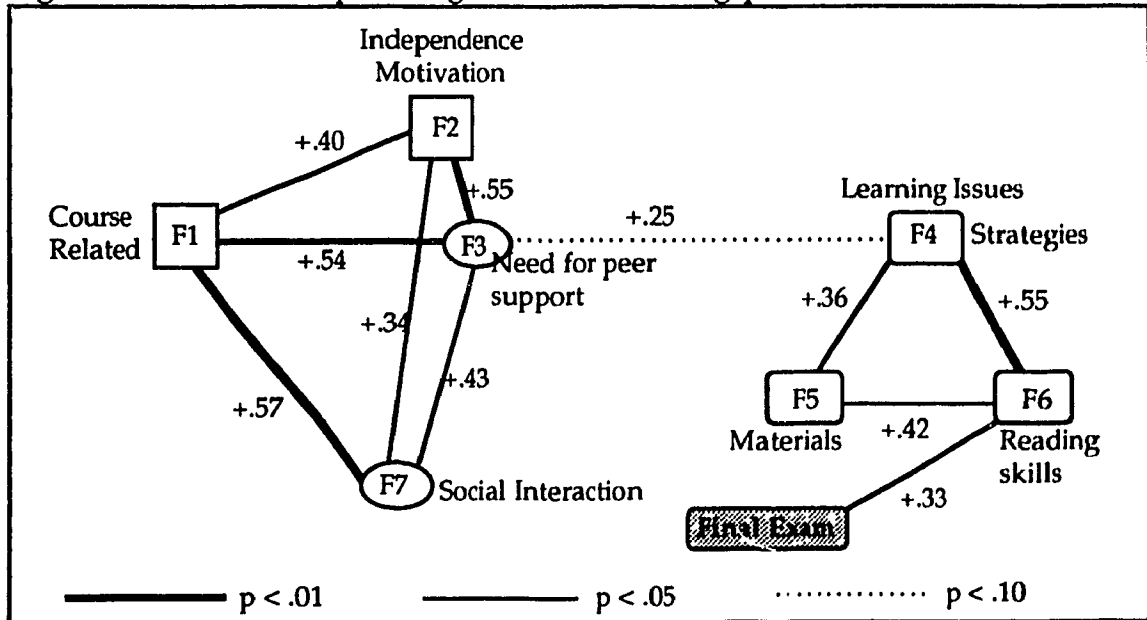 Independence
Motivation
F2
+.40
+.55
Learning Issues
Course
Related
F1
+.25
F4
Strategies
F3
+.54
Need for peer
support
+.36
+.55
+.34
+.43
F5
F6
+.57
Materials
+.42
Reading
skills
F7
Social Interaction
+.33
Final Exam
p < .01
p < .05
p < .10